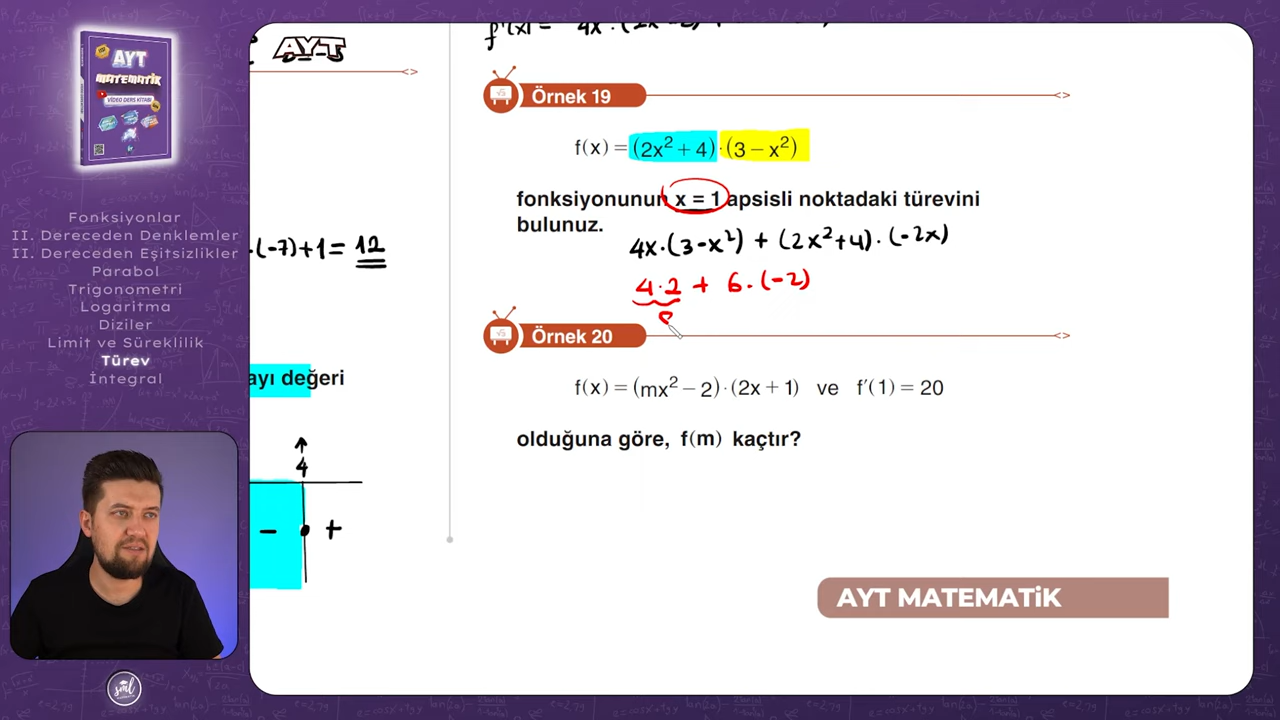 AYT
AYT
MATEMATİK
VİDEO DERS KİTABI
Fonksiyonlar
II. Dereceden Denklemler
II. Dereceden Eşitsizlikler
Parabol
Trigonometri
Logaritma
Diziler
Limit ve Süreklilik
Türev
İntegral
sml
·(-7)+1=12
ayı değeri
4
- +
Örnek 19
f(x) = (2x² + 4)·(3 − x²)
fonksiyonunun x = 1 apsisli noktadaki türevini
bulunuz.
4x·(3-x²) + (2x²+4)·(-2x)
4·2 + 6·(-2)
8
Örnek 20
f(x) = (mx² − 2)·(2x + 1) ve f′(1) = 20
olduğuna göre, f(m) kaçtır?
AYT MATEMATİK